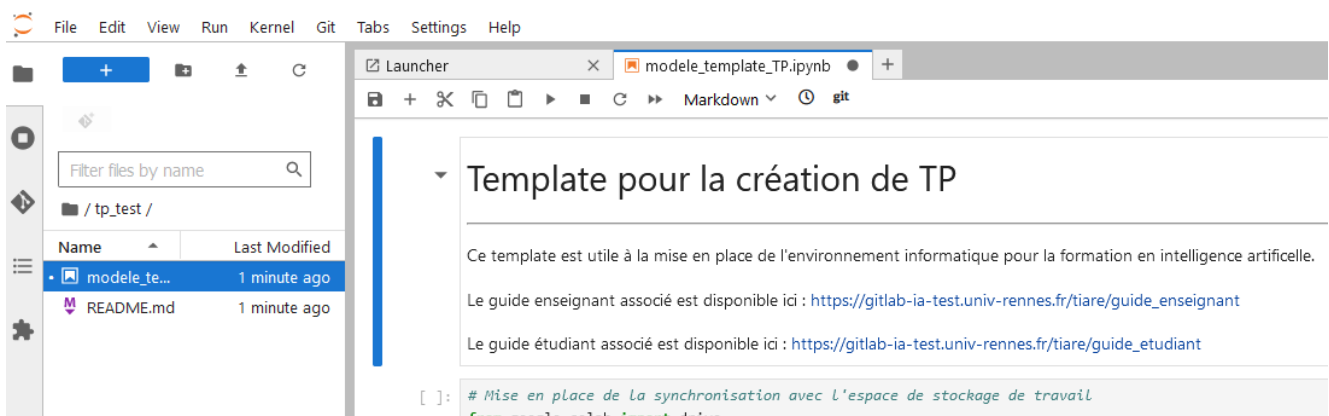 File Edit View Run Kernel Git Tabs Settings Help
Launcher
modele_template_TP.ipynb
Markdown
git
Filter files by name
/ tp_test /
Name Last Modified
modele_te... 1 minute ago
README.md 1 minute ago
Template pour la création de TP
Ce template est utile à la mise en place de l'environnement informatique pour la formation en intelligence artificelle.
Le guide enseignant associé est disponible ici : https://gitlab-ia-test.univ-rennes.fr/tiare/guide_enseignant
Le guide étudiant associé est disponible ici : https://gitlab-ia-test.univ-rennes.fr/tiare/guide_etudiant
[ ]: # Mise en place de la synchronisation avec l'espace de stockage de travail